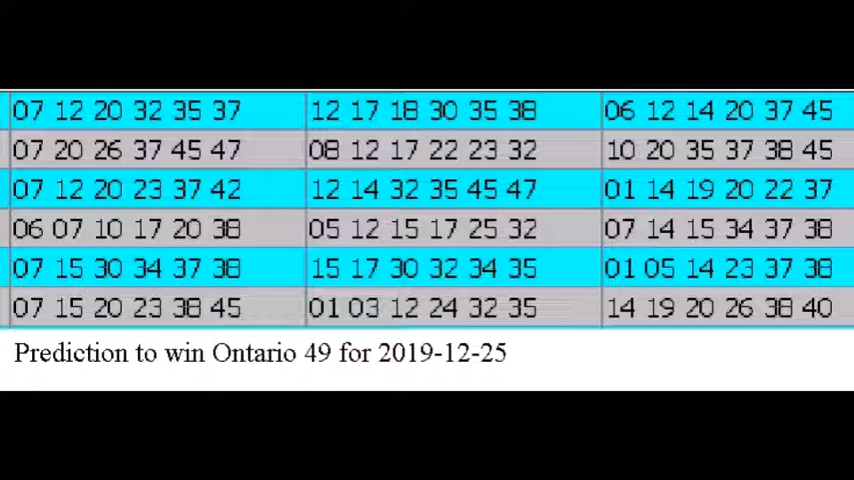 07 12 20 32 35 37 12 17 18 30 35 38 06 12 14 20 37 45
07 20 26 37 45 47 08 12 17 22 23 32 10 20 35 37 38 45
07 12 20 23 37 42 12 14 32 35 45 47 01 14 19 20 22 37
06 07 10 17 20 38 05 12 15 17 25 32 07 14 15 34 37 38
07 15 30 34 37 38 15 17 30 32 34 35 01 05 14 23 37 38
07 15 20 23 38 45 01 03 12 24 32 35 14 19 20 26 38 40
Prediction to win Ontario 49 for 2019-12-25